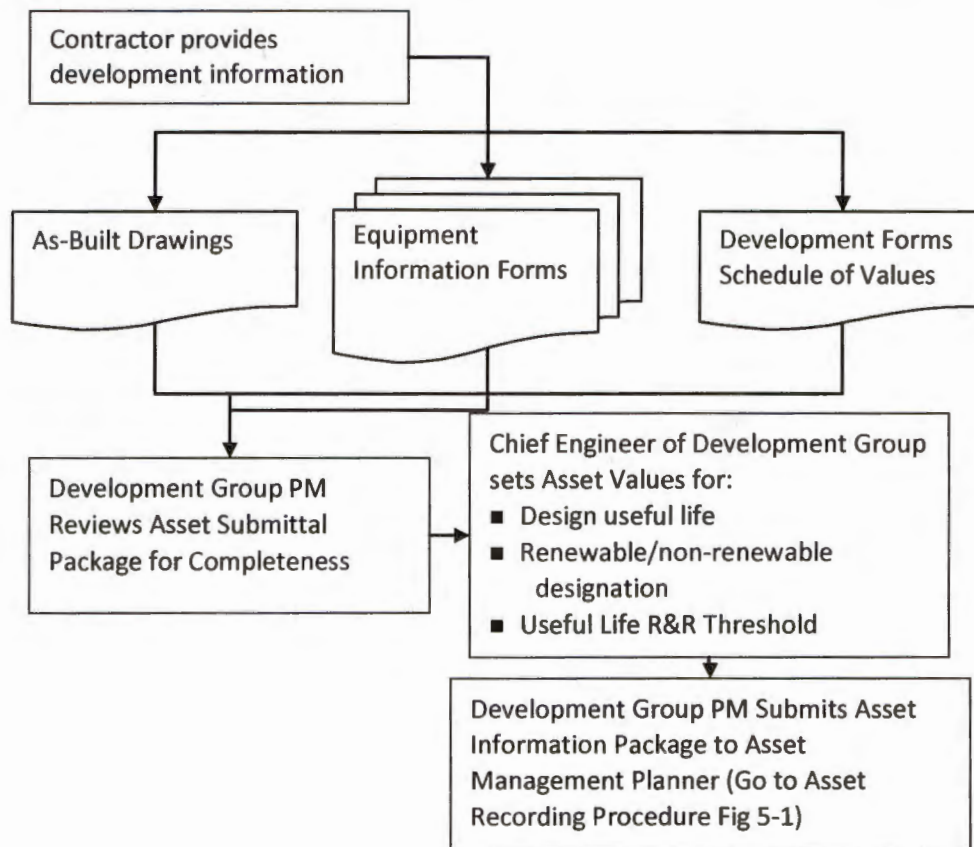 Contractor provides
development information
As-Built Drawings
Equipment
Information Forms
Development Forms
Schedule of Values
Development Group PM
Reviews Asset Submittal
Package for Completeness
Chief Engineer of Development Group
sets Asset Values for:
■ Design useful life
■ Renewable/non-renewable
designation
■ Useful Life R&R Threshold
Development Group PM Submits Asset
Information Package to Asset
Management Planner (Go to Asset
Recording Procedure Fig 5-1)